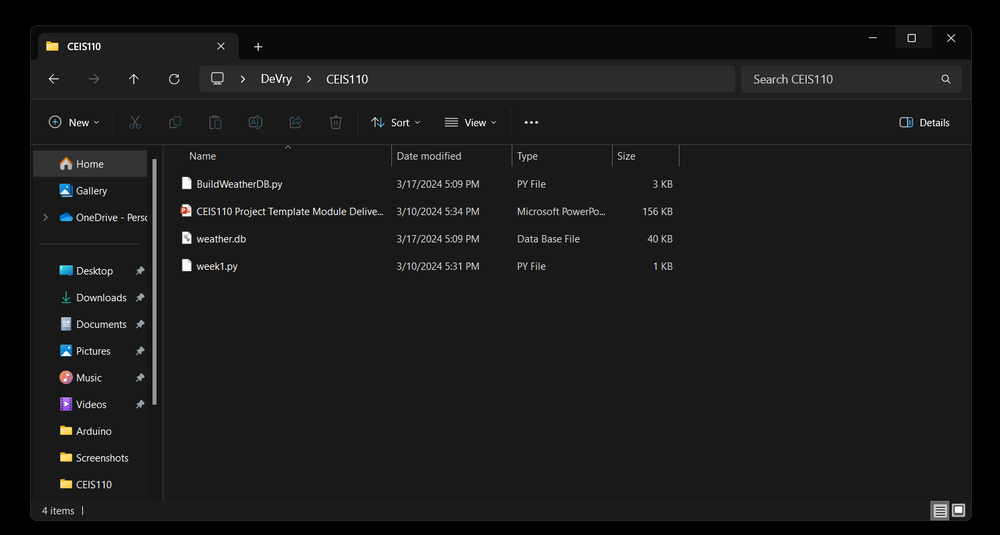 CEIS110
DeVry CEIS110
Search CEIS110
New
Sort
View
Details
Home
Gallery
OneDrive - Persc
Desktop
Downloads
Documents
Pictures
Music
Videos
Arduino
Screenshots
CEIS110
Name Date modified Type Size
BuildWeatherDB.py 3/17/2024 5:09 PM PY File 3 KB
CEIS110 Project Template Module Delive... 3/10/2024 5:34 PM Microsoft PowerPo... 156 KB
weather.db 3/17/2024 5:09 PM Data Base File 40 KB
week1.py 3/10/2024 5:31 PM PY File 1 KB
4 items